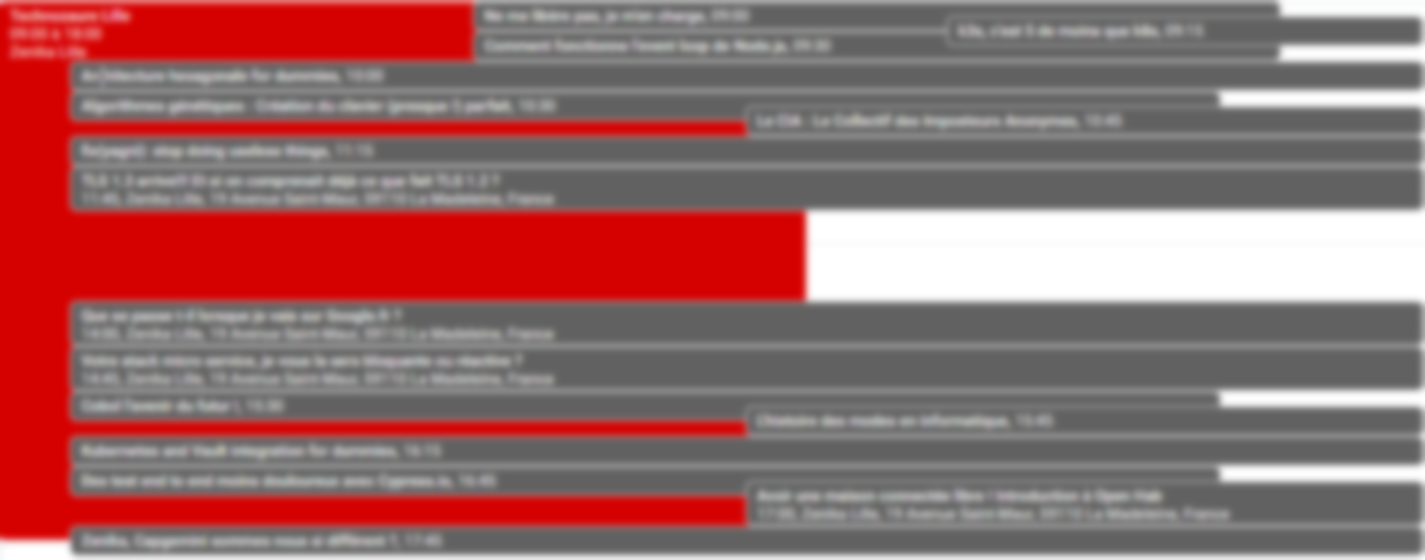 Technozaure Lille
09:00 à 18:00
Zenika Lille
Ne me libère pas, je m'en charge, 09:00
k3s, c'est 5 de moins que k8s, 09:15
Comment fonctionne l'event loop de Node.js, 09:30
Architecture hexagonale for dummies, 10:00
Algorithmes génétiques : Création du clavier (presque !) parfait, 10:30
Le CIA : Le Collectif des Imposteurs Anonymes, 10:45
stop doing useless things, 11:15
TLS 1.3 arrive!!! Et si on comprenait déjà ce que fait TLS 1.2 ?
11:45, Zenika Lille, 19 Avenue Saint-Maur, 59110 La Madeleine, France
Que se passe t-il lorsque je vais sur Google.fr ?
14:00, Zenika Lille, 19 Avenue Saint-Maur, 59110 La Madeleine, France
Votre stack micro service, je vous la sers bloquante ou réactive ?
14:45, Zenika Lille, 19 Avenue Saint-Maur, 59110 La Madeleine, France
l'avenir du futur !, 15:30
L'histoire des modes en informatique, 15:45
Kubernetes and Vault integration for dummies, 16:15
Des test end to end moins douloureux avec Cypress.io, 16:45
Avoir une maison connectée libre ! Introduction à Open Hab
17:00, Zenika Lille, 19 Avenue Saint-Maur, 59110 La Madeleine, France
Zenika, Capgemini sommes-nous si différent ?, 17:45